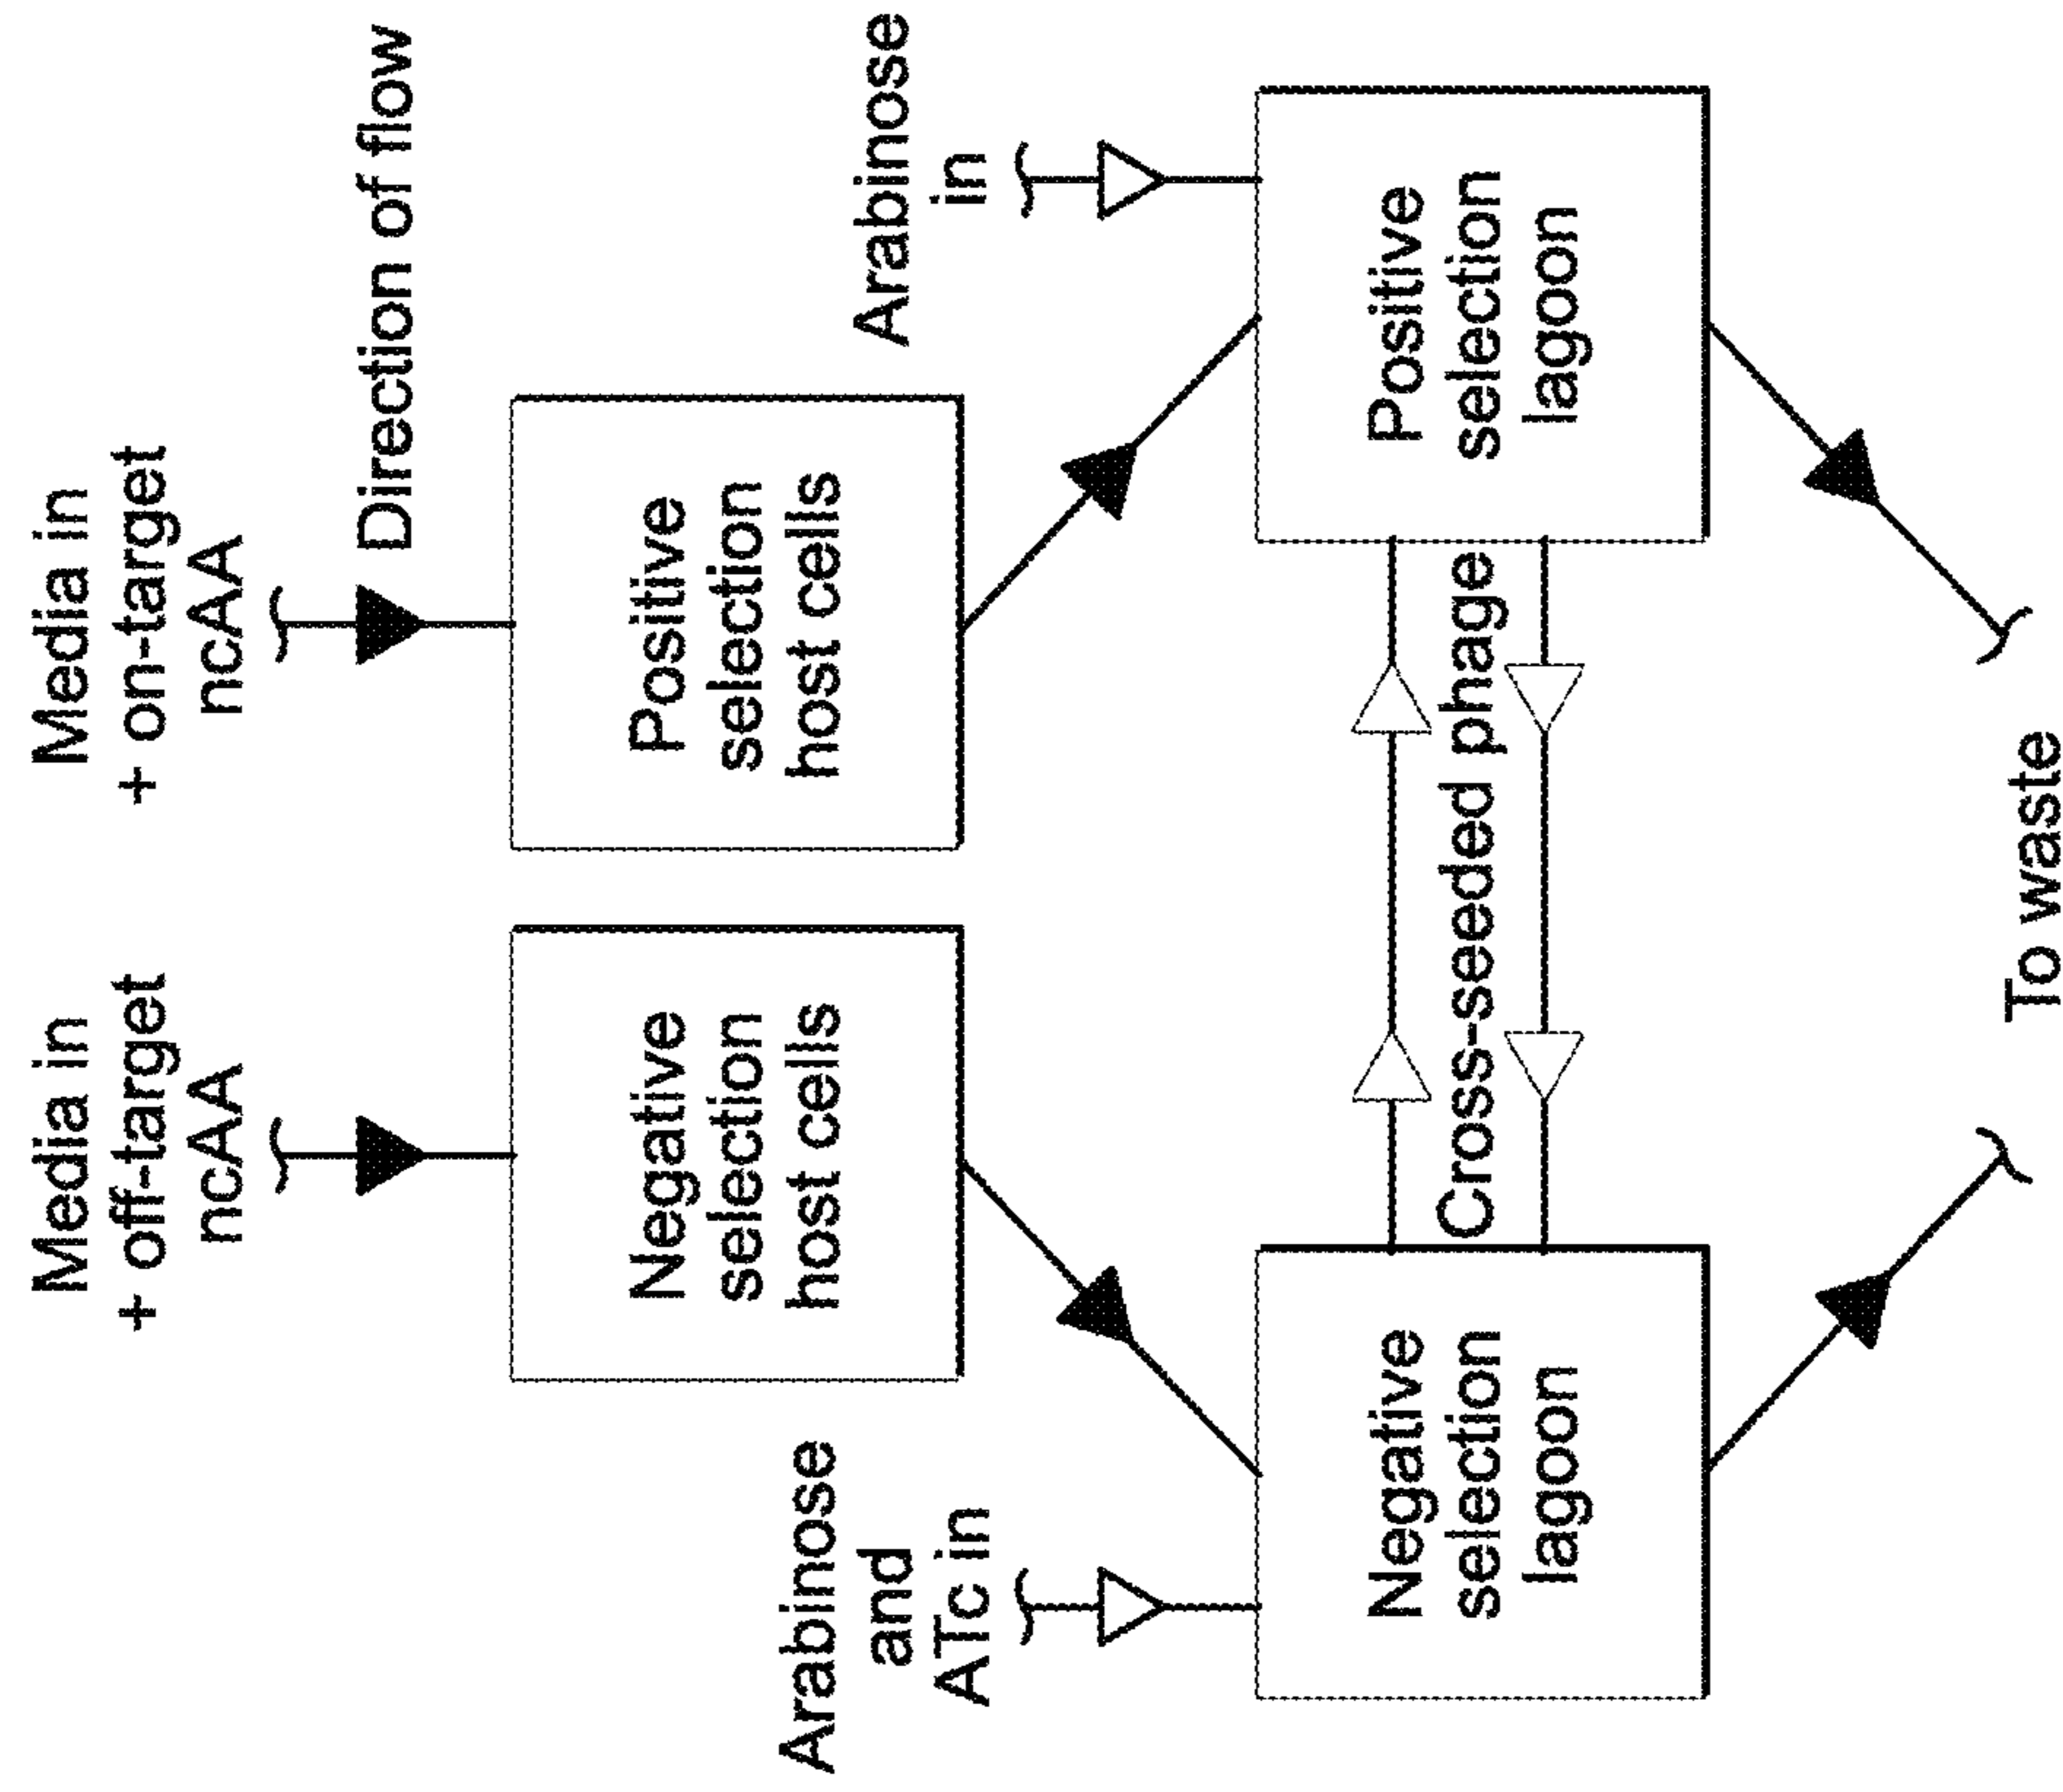 Media in
+ off-target
ncAA
Media in
+ on-target
ncAA
Direction of flow
Negative
selection
host cells
Positive
selection
host cells
Arabinose
and
ATc in
Arabinose
in
Negative
selection
lagoon
Cross-seeded phage
Positive
selection
lagoon
To waste